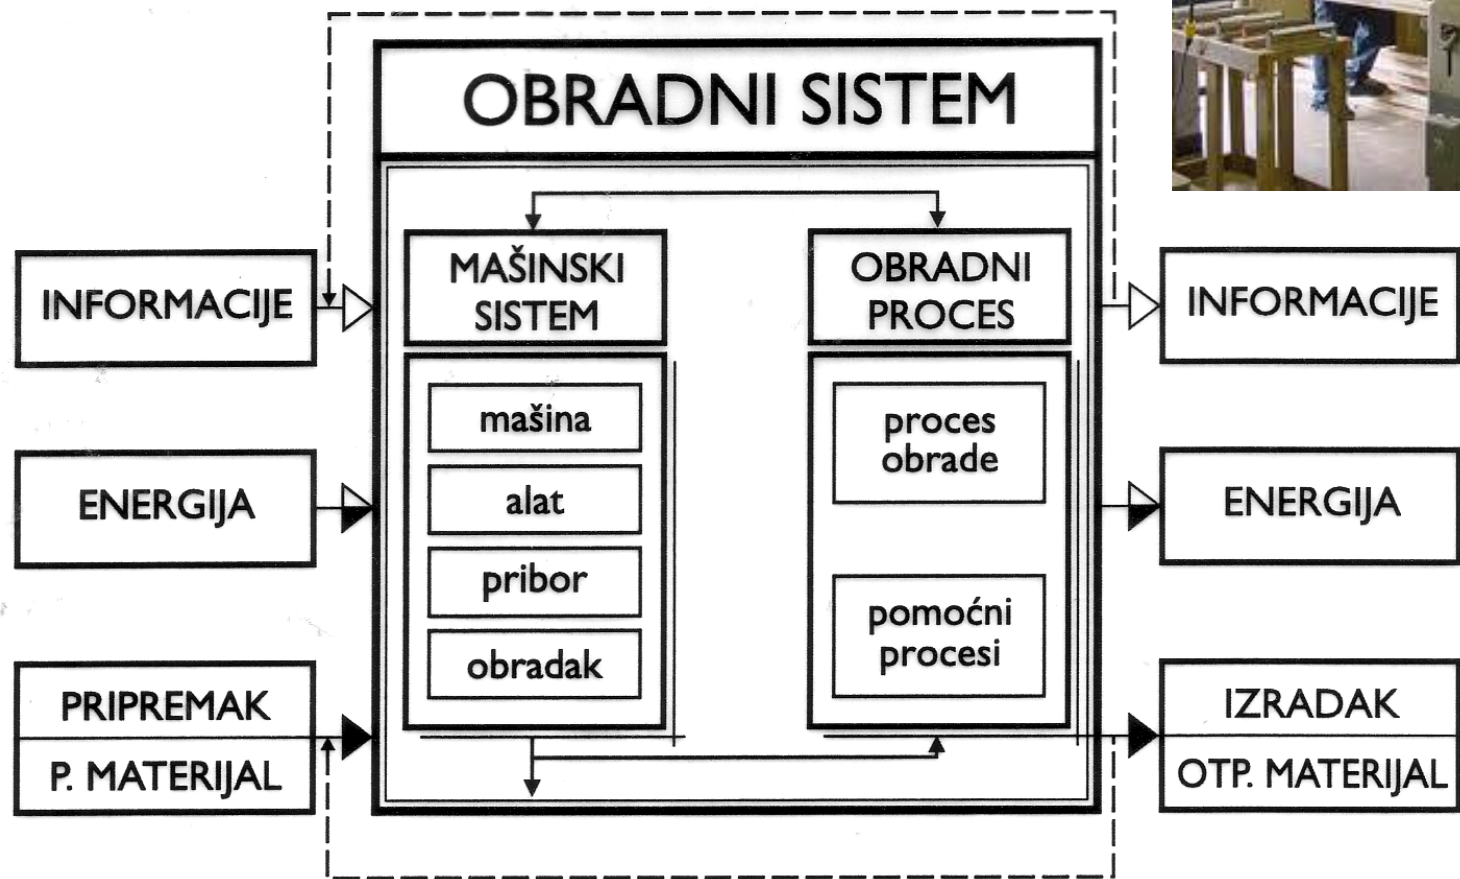 OBRADNI SISTEM
INFORMACIJE
ENERGIJA
PRIPREMAK
P. MATERIJAL
MAŠINSKI
SISTEM
mašina
alat
pribor
obradak
OBRADNI
PROCES
proces
obrade
pomoćni
procesi
INFORMACIJE
ENERGIJA
IZRADAK
OTP. MATERIJAL